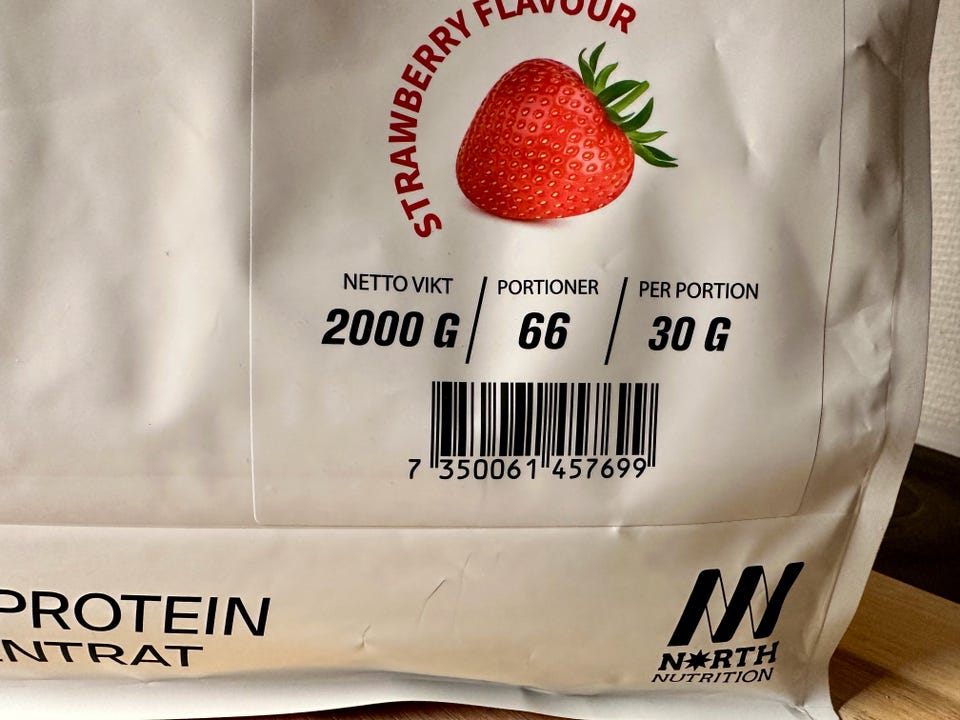 STRAWBERRY FLAVOUR
NETTO VIKT
2000 G
PORTIONER
66
PER PORTION
30 G
7 350061 457699
PROTEIN
NTRAT
NORTH
NUTRITION